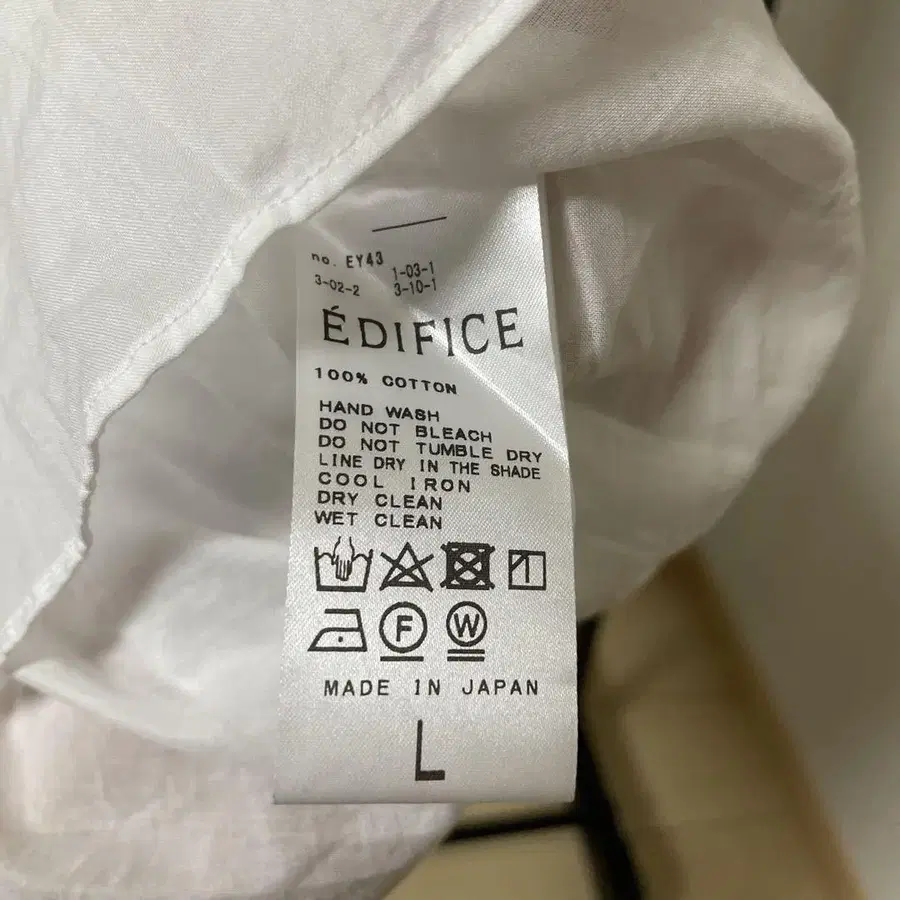 no. EY43 1-03-1
3-02-2 3-10-1
ÉDIFICE
100% COTTON
HAND WASH
DO NOT BLEACH
DO NOT TUMBLE DRY
LINE DRY IN THE SHADE
COOL IRON
DRY CLEAN
WET CLEAN
F W
MADE IN JAPAN
L